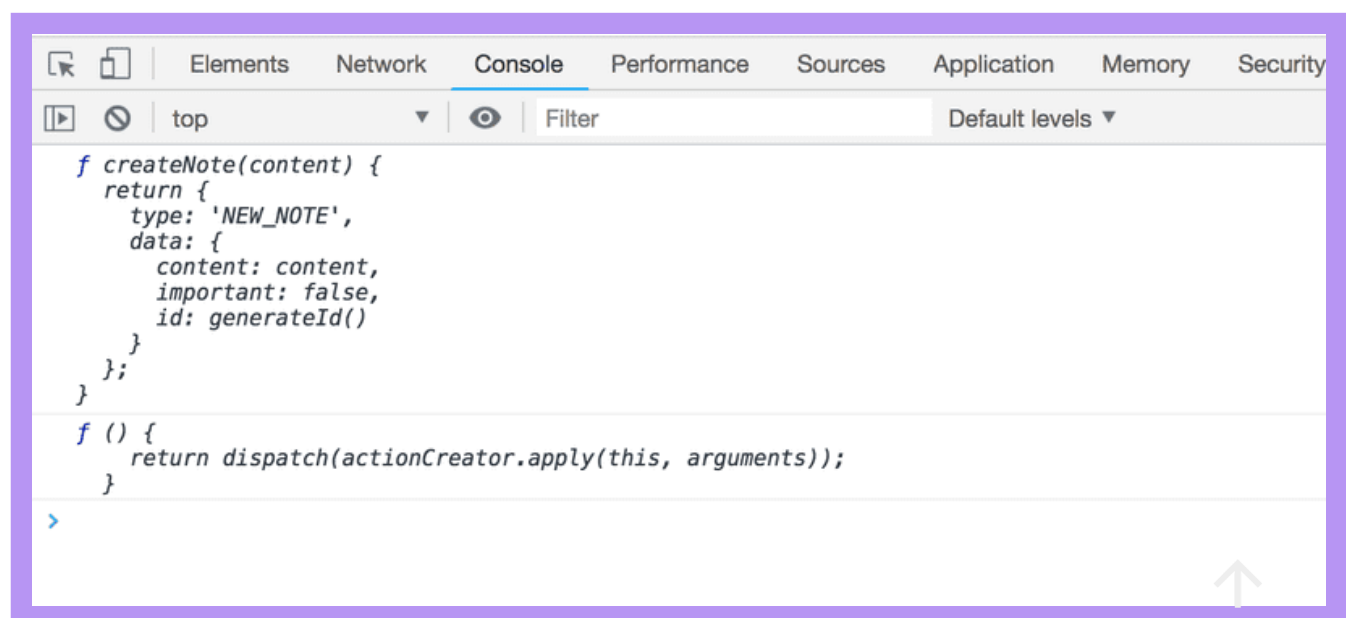 Elements Network Console Performance Sources Application Memory Security
top ▼ Filter Default levels ▼
ƒ createNote(content) {
  return {
    type: 'NEW_NOTE',
    data: {
      content: content,
      important: false,
      id: generateId()
    }
  };
}
ƒ () {
    return dispatch(actionCreator.apply(this, arguments));
  }
>